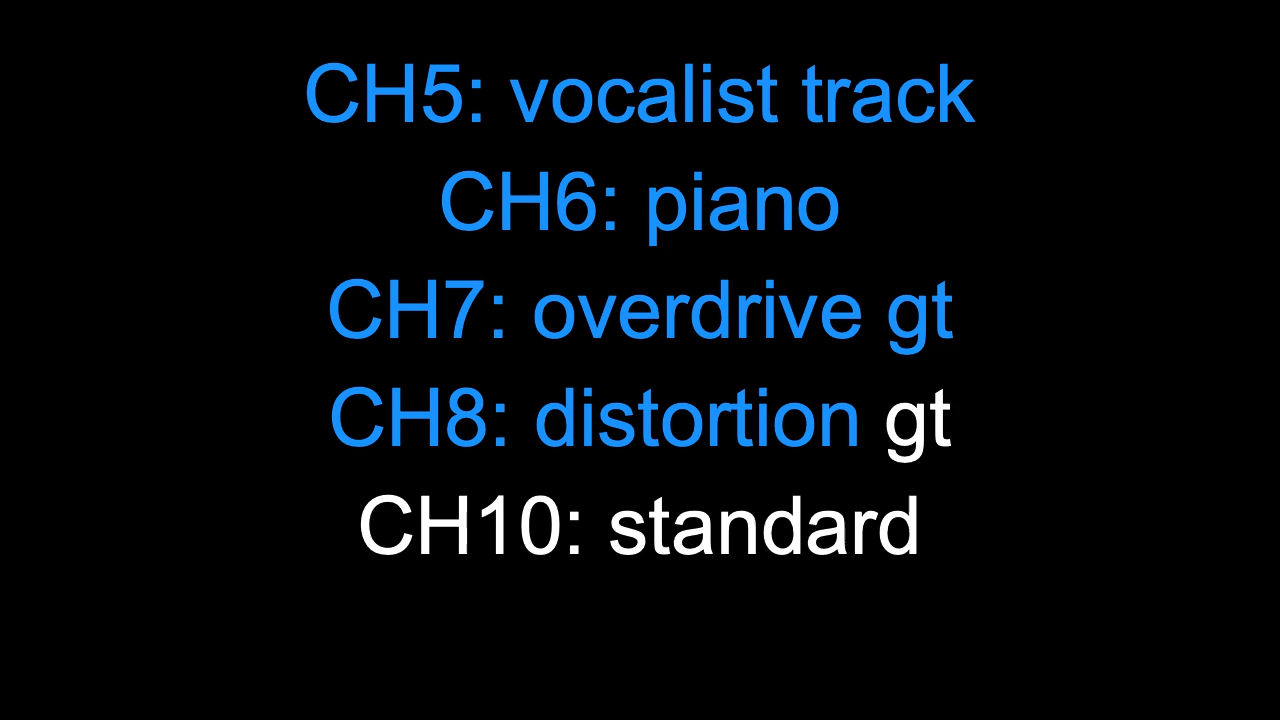 CH5: vocalist track
CH6: piano
CH7: overdrive gt
CH8: distortion gt
CH10: standard